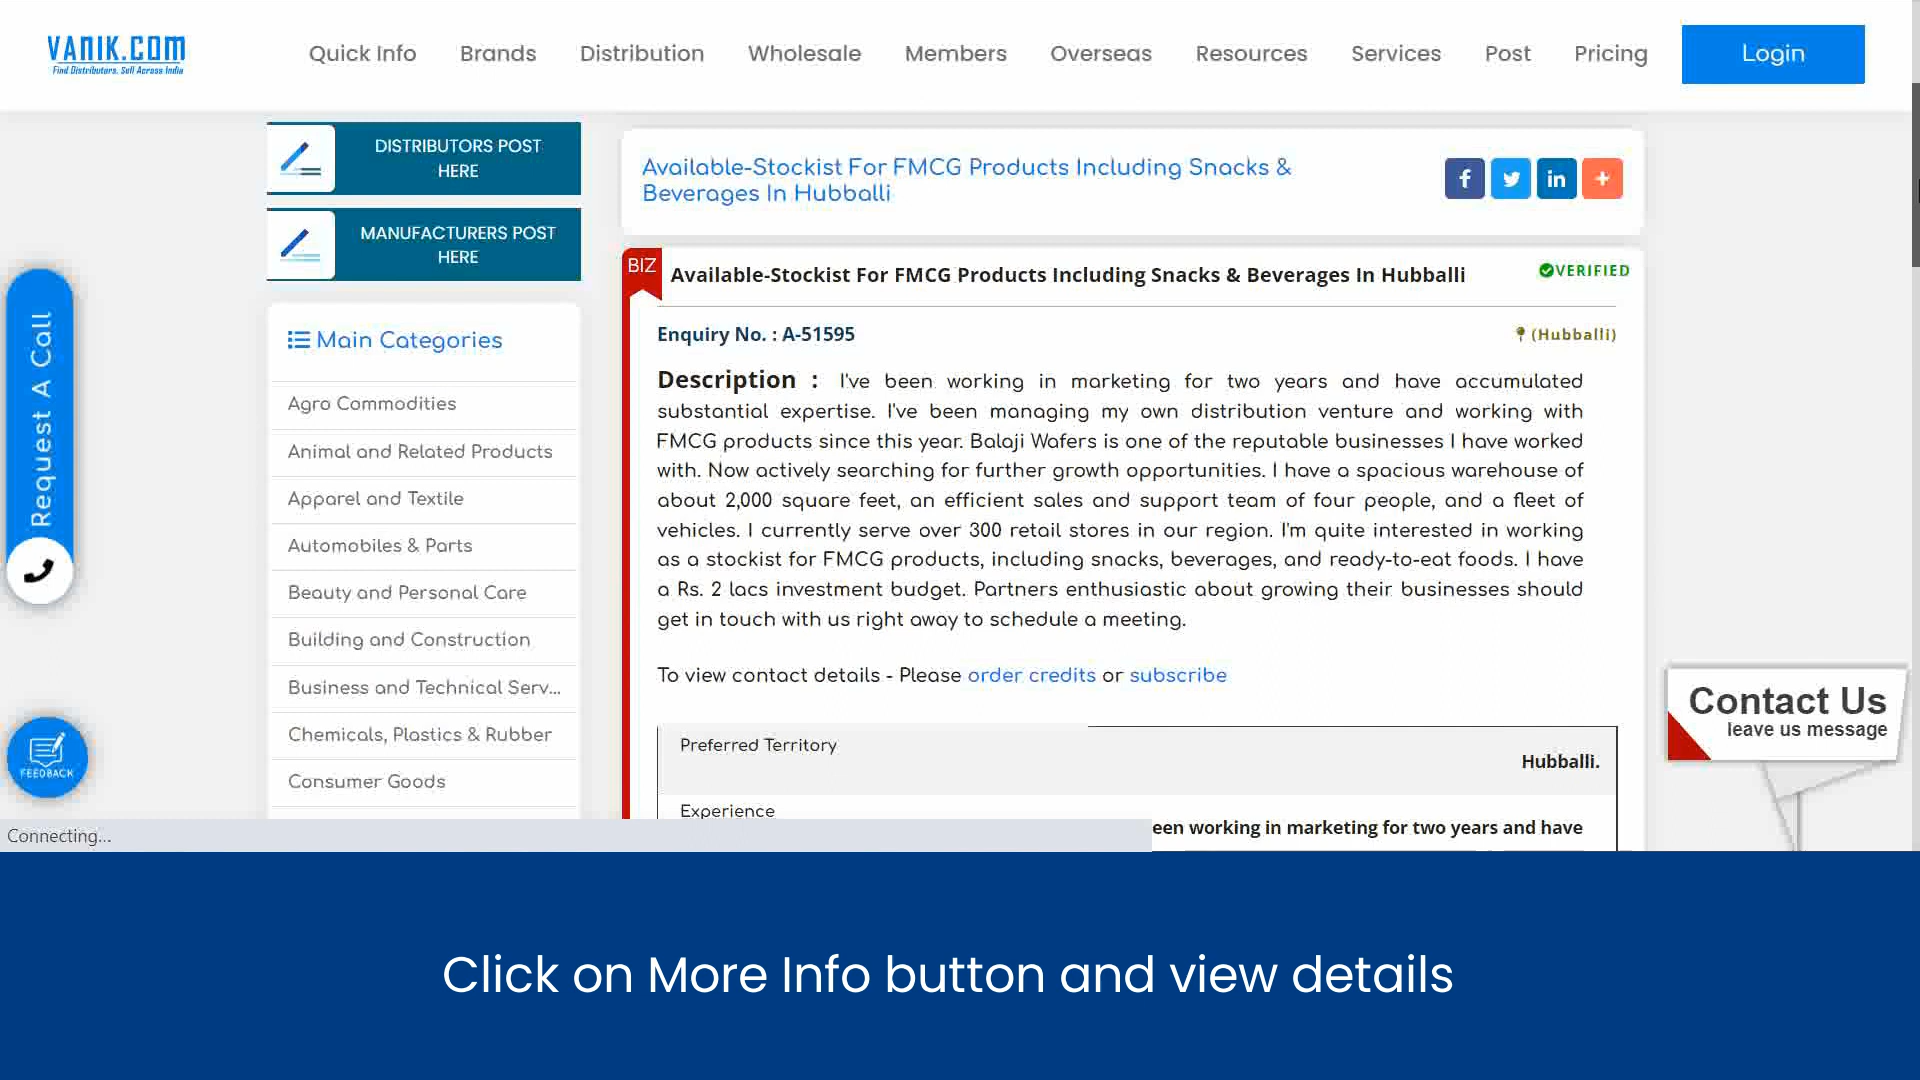 VANIK.COM
Find Distributors. Sell Across India
Quick Info Brands Distribution Wholesale Members Overseas Resources Services Post Pricing Login
DISTRIBUTORS POST
HERE
MANUFACTURERS POST
HERE
Request A Call
FEEDBACK
Main Categories
Agro Commodities
Animal and Related Products
Apparel and Textile
Automobiles & Parts
Beauty and Personal Care
Building and Construction
Business and Technical Serv...
Chemicals, Plastics & Rubber
Consumer Goods
Available-Stockist For FMCG Products Including Snacks &
Beverages In Hubballi
BIZ
Available-Stockist For FMCG Products Including Snacks & Beverages In Hubballi
VERIFIED
Enquiry No. : A-51595
(Hubballi)
Description : I've been working in marketing for two years and have accumulated
substantial expertise. I've been managing my own distribution venture and working with
FMCG products since this year. Balaji Wafers is one of the reputable businesses I have worked
with. Now actively searching for further growth opportunities. I have a spacious warehouse of
about 2,000 square feet, an efficient sales and support team of four people, and a fleet of
vehicles. I currently serve over 300 retail stores in our region. I'm quite interested in working
as a stockist for FMCG products, including snacks, beverages, and ready-to-eat foods. I have
a Rs. 2 lacs investment budget. Partners enthusiastic about growing their businesses should
get in touch with us right away to schedule a meeting.
To view contact details - Please order credits or subscribe
Preferred Territory
Hubballi.
Experience
een working in marketing for two years and have
Contact Us
leave us message
Connecting...
Click on More Info button and view details